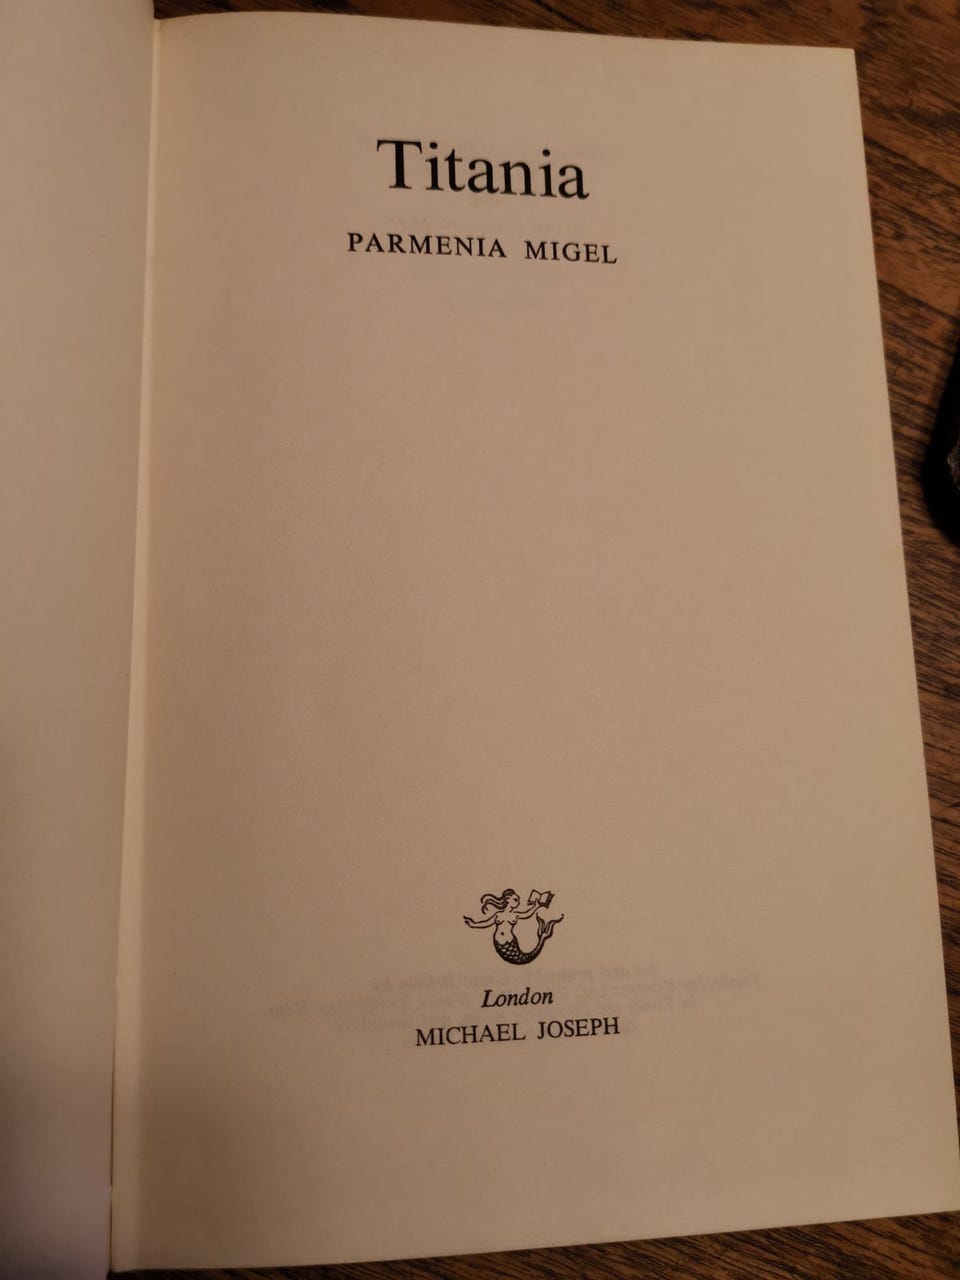 Titania
PARMENIA MIGEL
London
MICHAEL JOSEPH